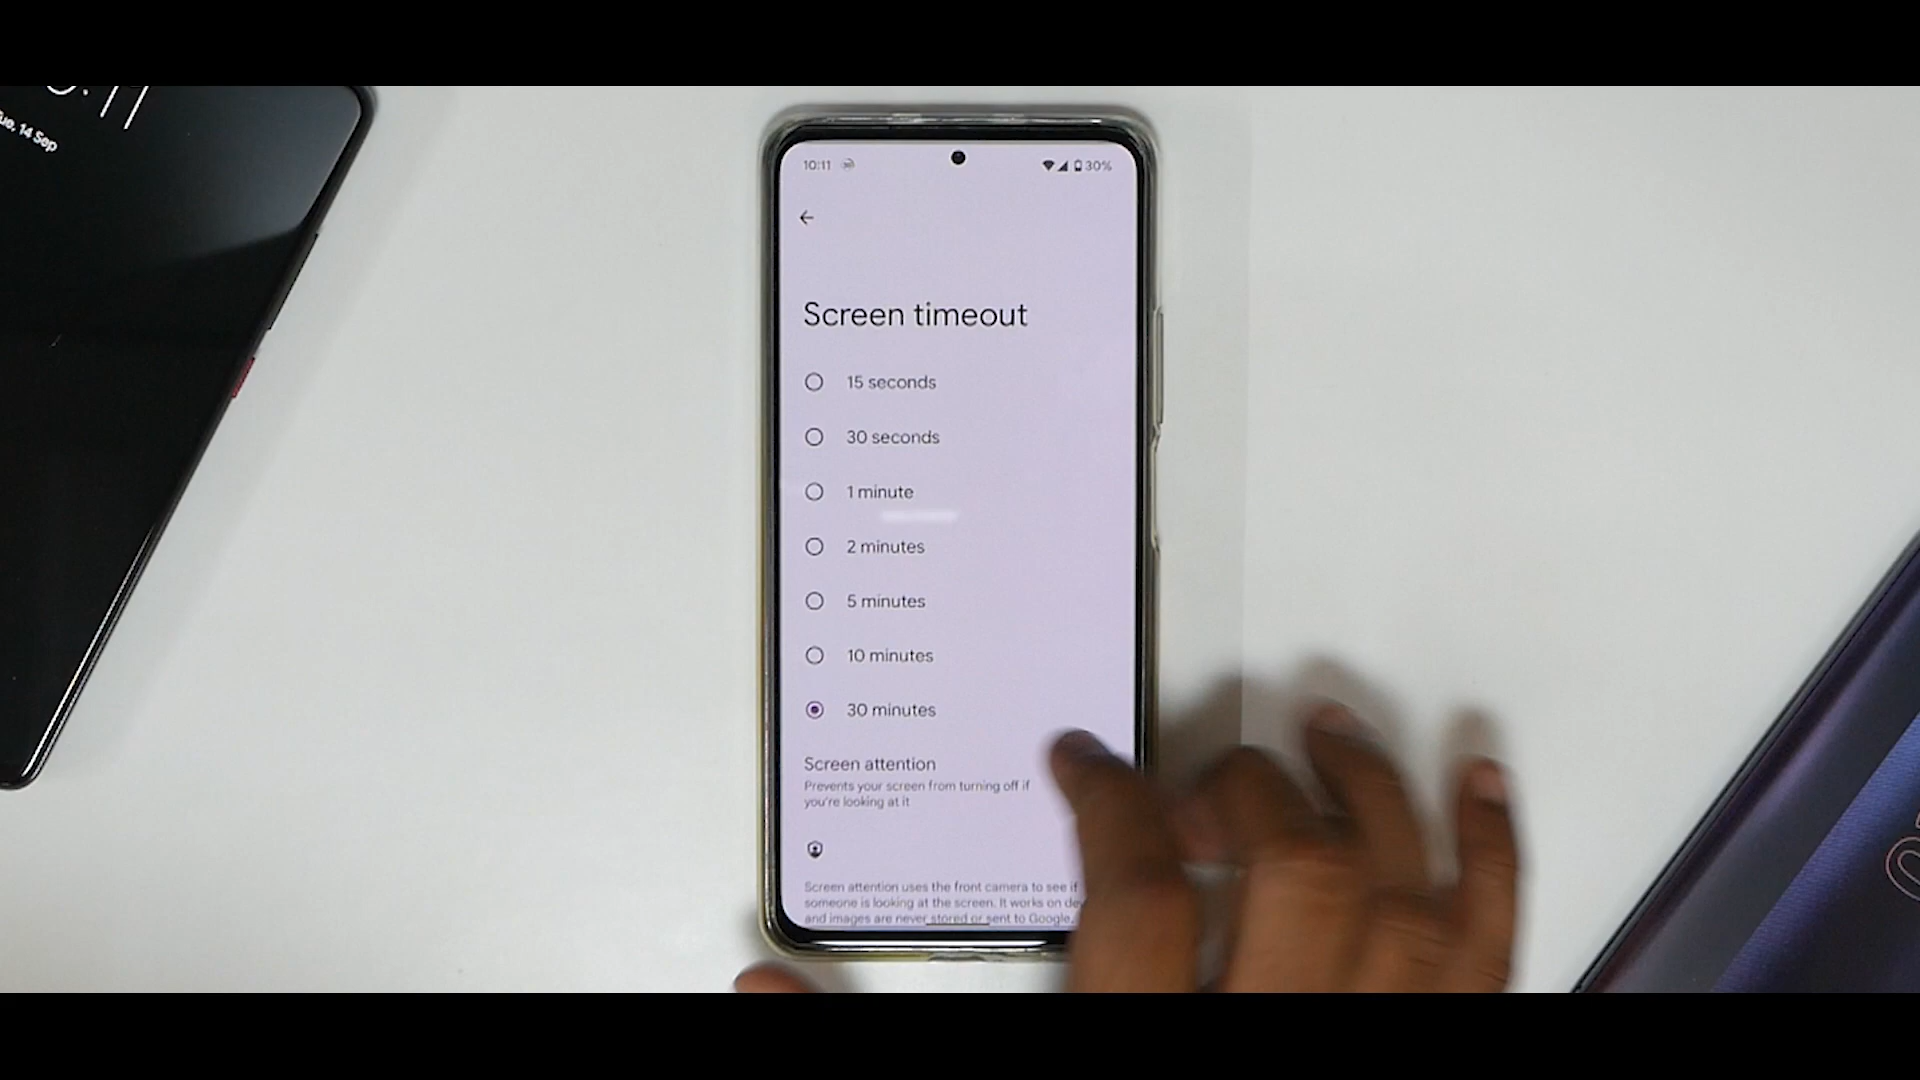 Tue, 14 Sep
10:11
30%
Screen timeout
15 seconds
30 seconds
1 minute
2 minutes
5 minutes
10 minutes
30 minutes
Screen attention
Prevents your screen from turning off if
you're looking at it
Screen attention uses the front camera to see if
someone is looking at the screen. It works on
and images are never stored or sent to Google.